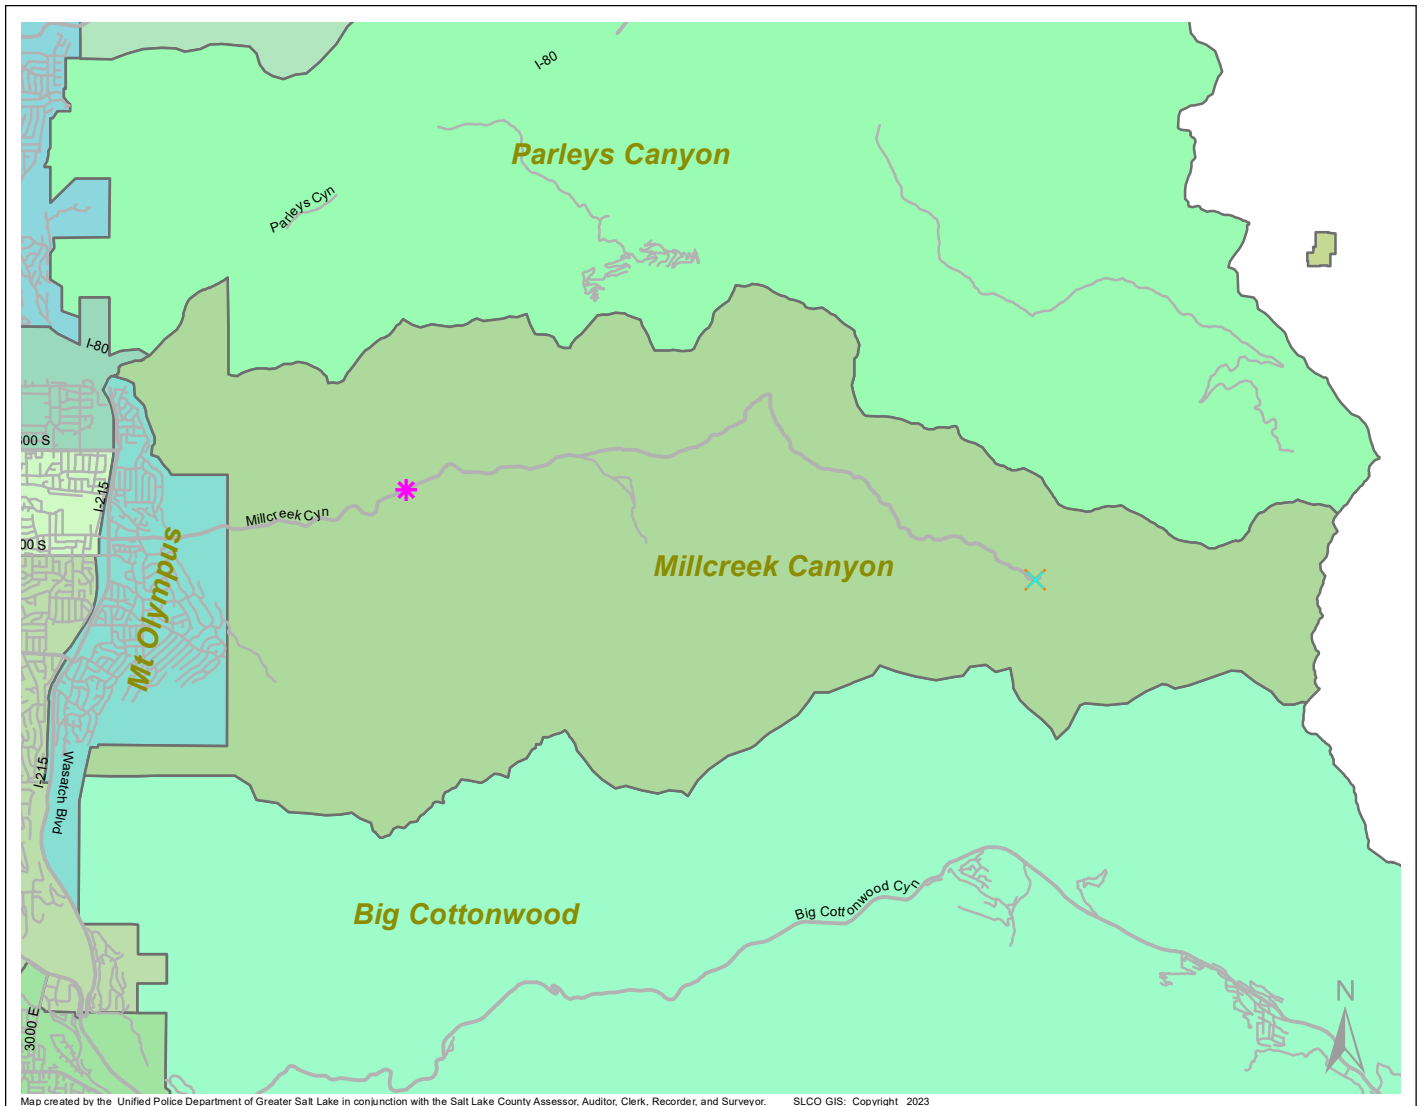 I-80
Parleys Canyon
Parleys Cyn
I-80
00 S
I-215
Millcreek Cyn
00 S
Millcreek Canyon
Mt Olympus
I-215
Wasatch Blvd
Big Cottonwood Cyn
Big Cottonwood
N
3000 E
Map created by the Unified Police Department of Greater Salt Lake in conjunction with the Salt Lake County Assessor, Auditor, Clerk, Recorder, and Surveyor. SLCO GIS: Copyright 2023